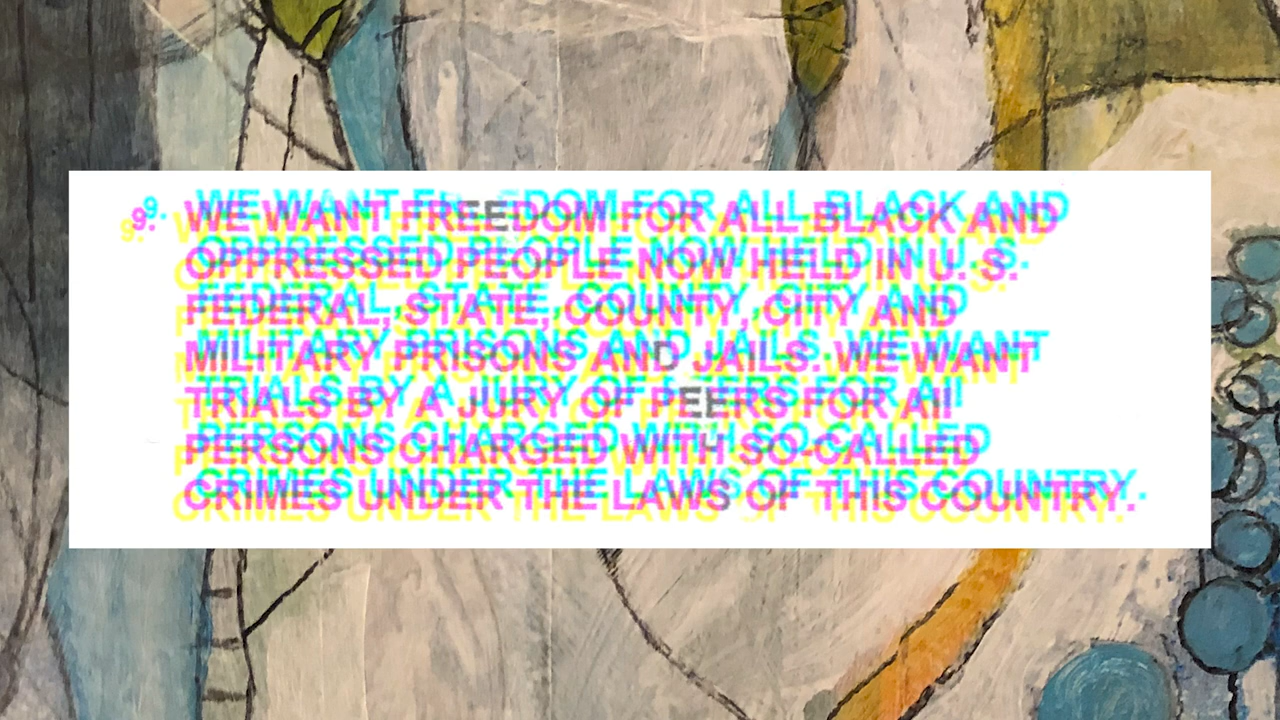 9. WE WANT FREEDOM FOR ALL BLACK AND
OPPRESSED PEOPLE NOW HELD IN U. S.
FEDERAL, STATE, COUNTY, CITY AND
MILITARY PRISONS AND JAILS. WE WANT
TRIALS BY A JURY OF PEERS FOR All
PERSONS CHARGED WITH SO-CALLED
CRIMES UNDER THE LAWS OF THIS COUNTRY.